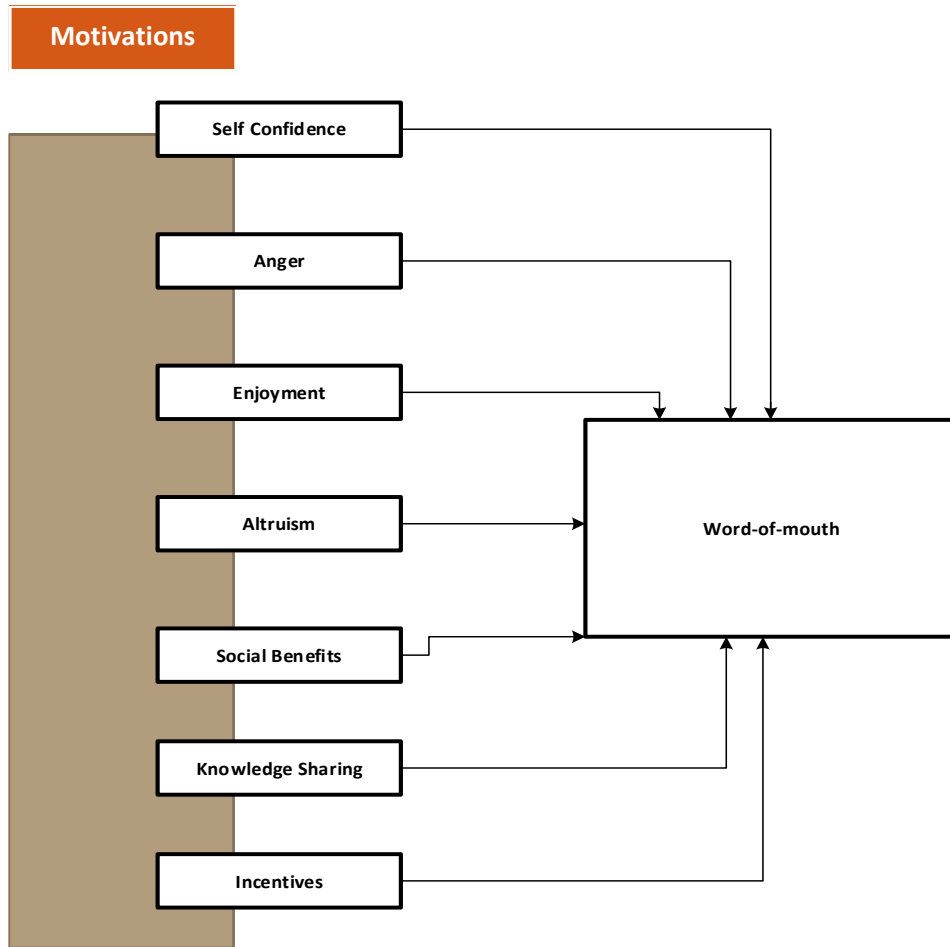 Motivations
Self Confidence
Anger
Enjoyment
Altruism
Word-of-mouth
Social Benefits
Knowledge Sharing
Incentives